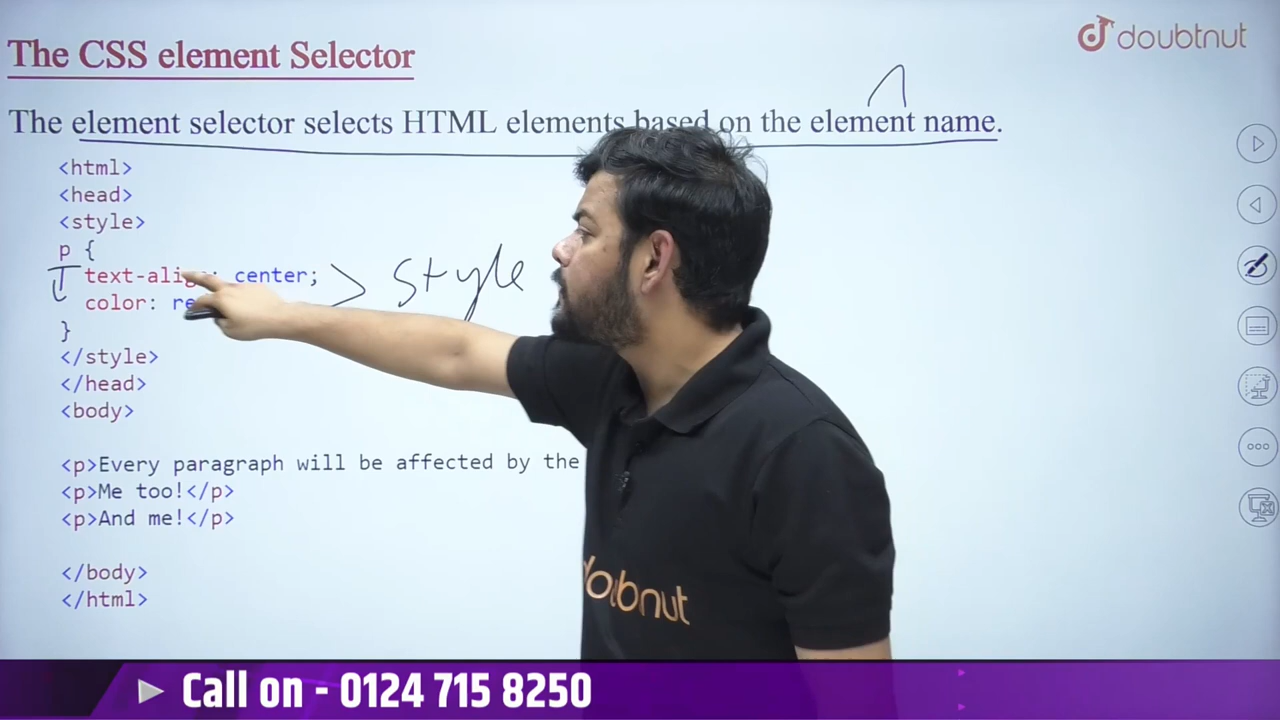 The CSS element Selector
doubtnut
The element selector selects HTML elements based on the element name.
<html>
<head>
<style>
p {
text-align: center;
style
color:
}
</style>
</head>
<body>
<p>Every paragraph will be affected by the
<p>Me too!</p>
<p>And me!</p>
</body>
</html>
doubnut
Call on - 0124 715 8250